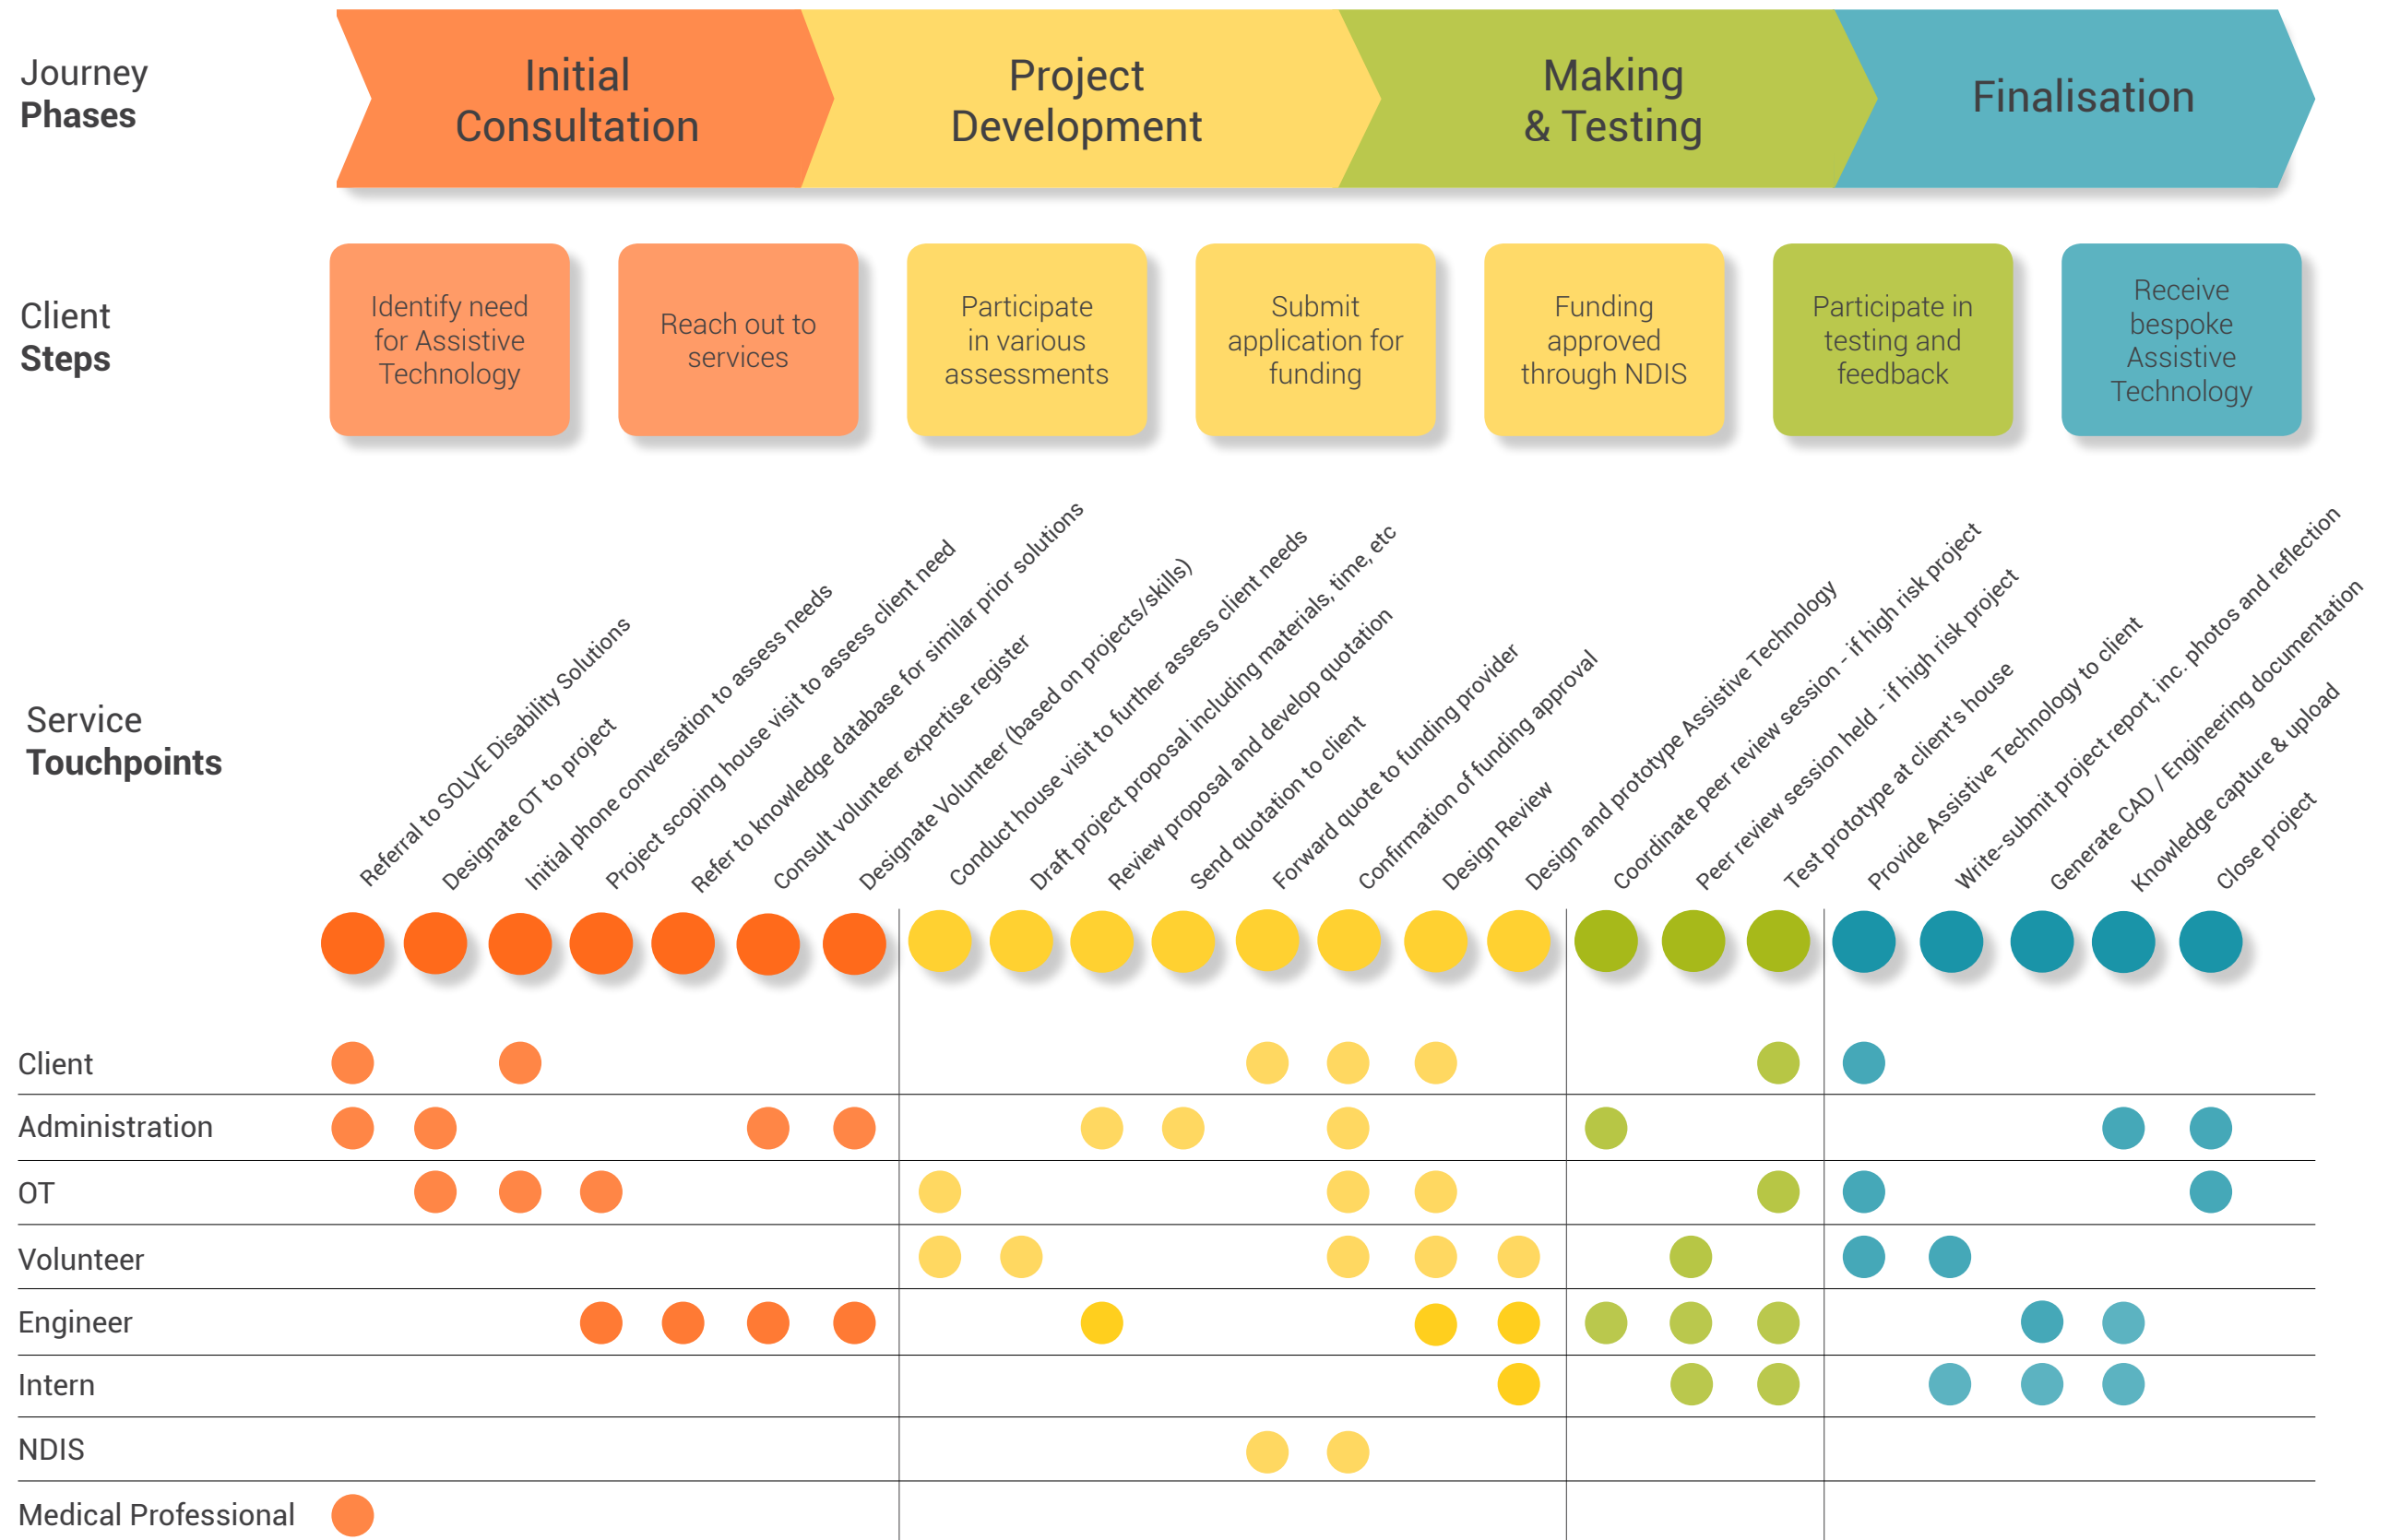 Journey
Phases
Initial
Consultation
Project
Development
Making
& Testing
Finalisation
Client
Steps
Identify need
for Assistive
Technology
Reach out to
services
Participate
in various
assessments
Submit
application for
funding
Funding
approved
through NDIS
Participate in
testing and
feedback
Receive
bespoke
Assistive
Technology
Service
Touchpoints
Referral to SOLVE Disability Solutions
Designate OT to project
Initial phone conversation to assess needs
Project scoping house visit to assess client need
Refer to knowledge database for similar prior solutions
Consult volunteer expertise register
Designate Volunteer (based on projects/skills)
Conduct house visit to further assess client needs
Draft project proposal including materials, time, etc
Review proposal and develop quotation
Send quotation to client
Forward quote to funding provider
Confirmation of funding approval
Design Review
Design and prototype Assistive Technology
Coordinate peer review session - if high risk project
Peer review session held - if high risk project
Test prototype at client's house
Provide Assistive Technology to client
Write-submit project report, inc. photos and reflection
Generate CAD / Engineering documentation
Knowledge capture & upload
Close project
Client
Administration
OT
Volunteer
Engineer
Intern
NDIS
Medical Professional